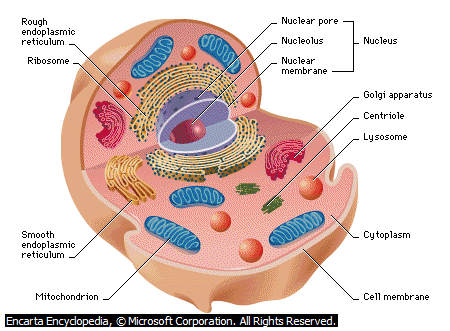 Rough
endoplasmic
reticulum
Ribosome
Nuclear pore
Nucleolus
Nuclear
membrane
Nucleus
Golgi apparatus
Centriole
Lysosome
Smooth
endoplasmic
reticulum
Mitochondrion
Cytoplasm
Cell membrane
Encarta Encyclopedia, © Microsoft Corporation. All Rights Reserved.